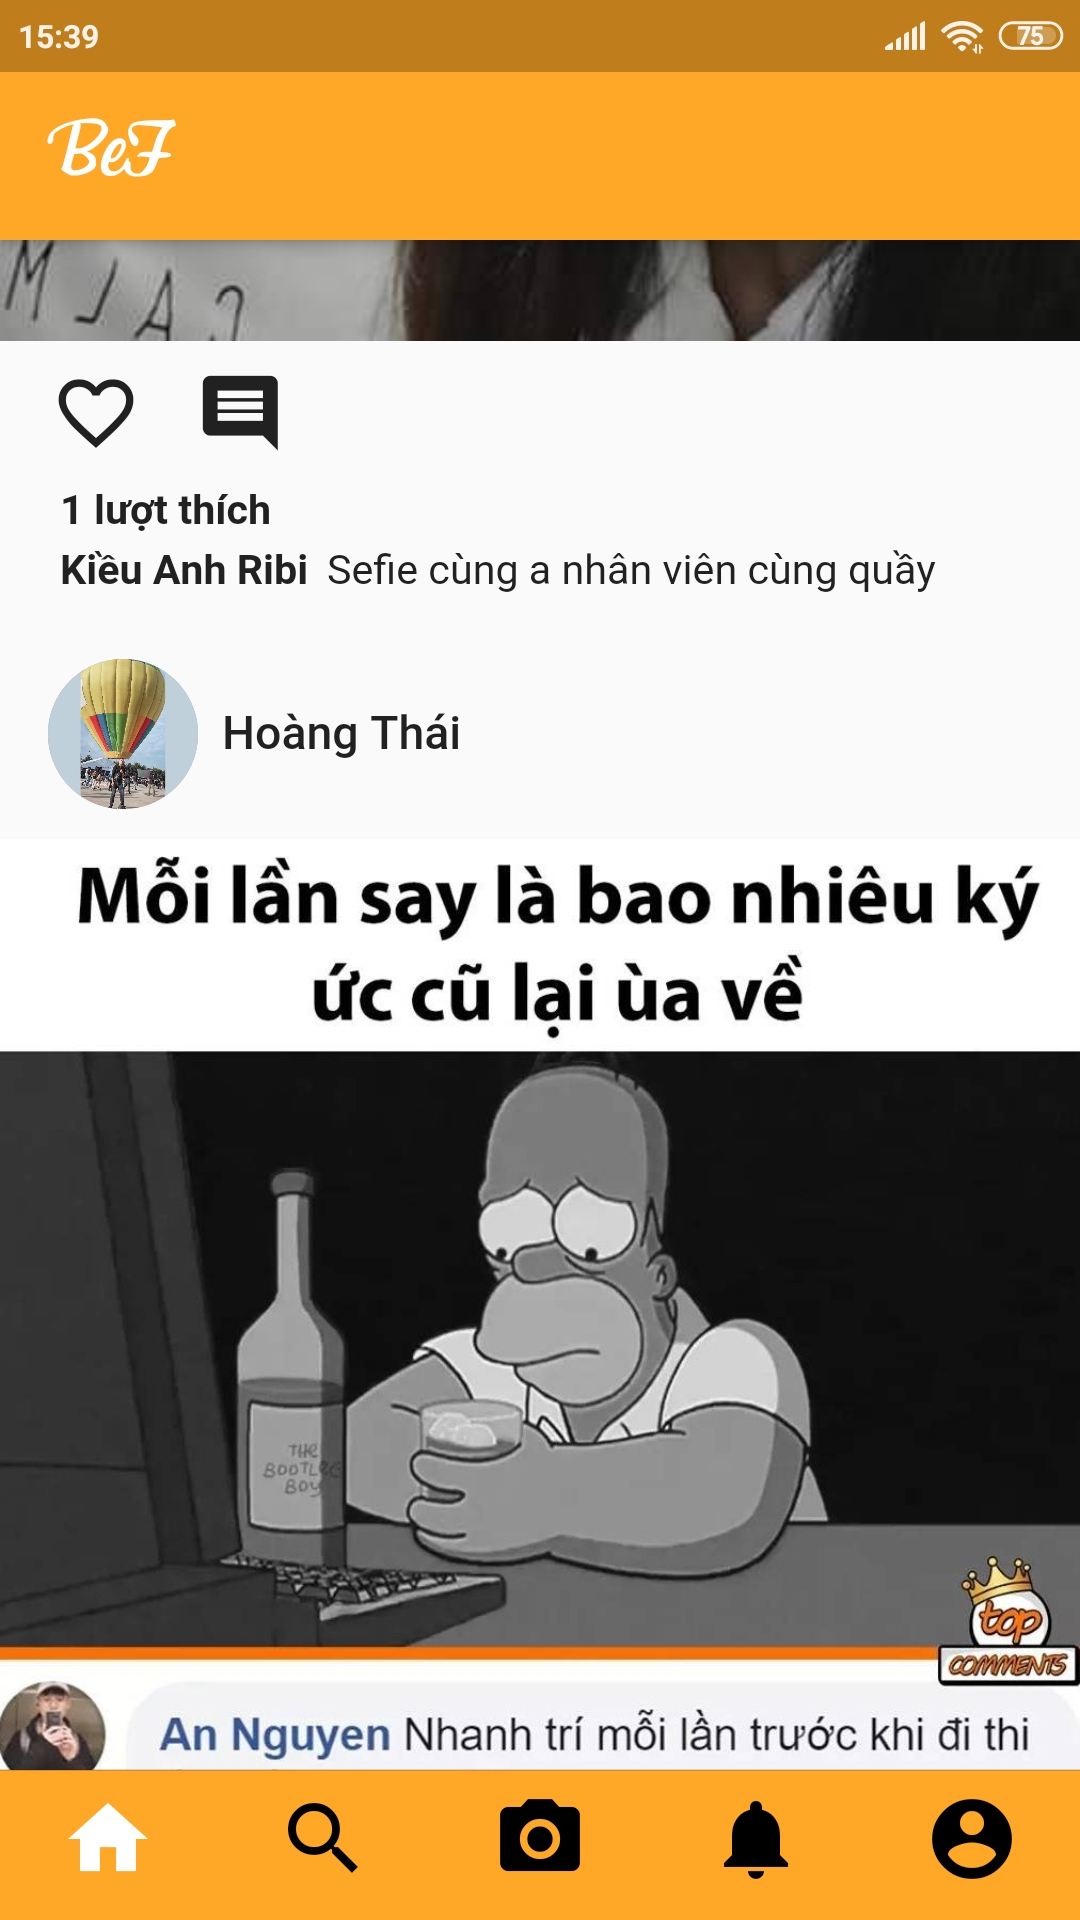 15:39
75
BeF
1 lượt thích
Kiều Anh Ribi Sefie cùng a nhân viên cùng quầy
Hoàng Thái
Mỗi lần say là bao nhiêu ký
ức cũ lại ùa về
THE
BOOTLEG
BOY
top
COMMENTS
An Nguyen Nhanh trí mỗi lần trước khi đi thi